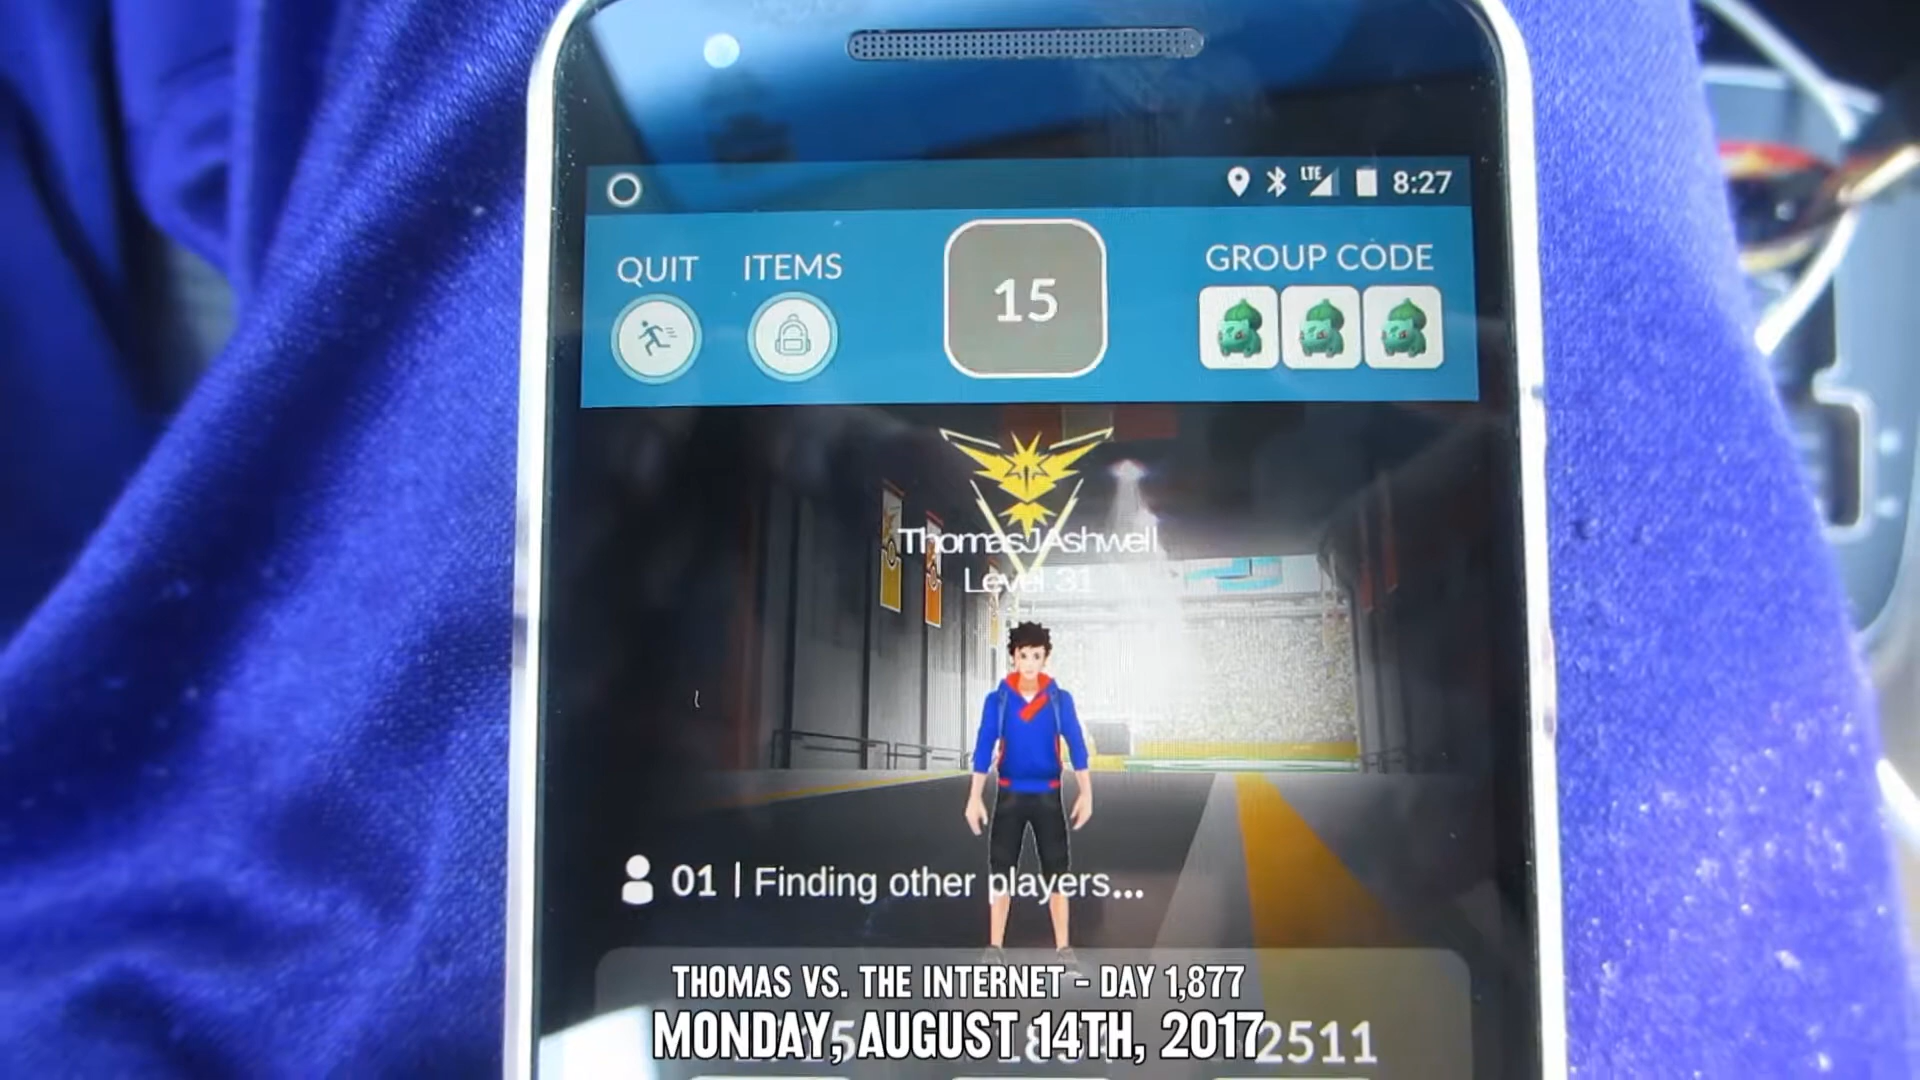 LTE 8:27
QUIT ITEMS 15 GROUP CODE
ThomasJAshwell
Level 31
01 | Finding other players...
THOMAS VS. THE INTERNET - DAY 1,877
MONDAY, AUGUST 14TH, 2017
2511